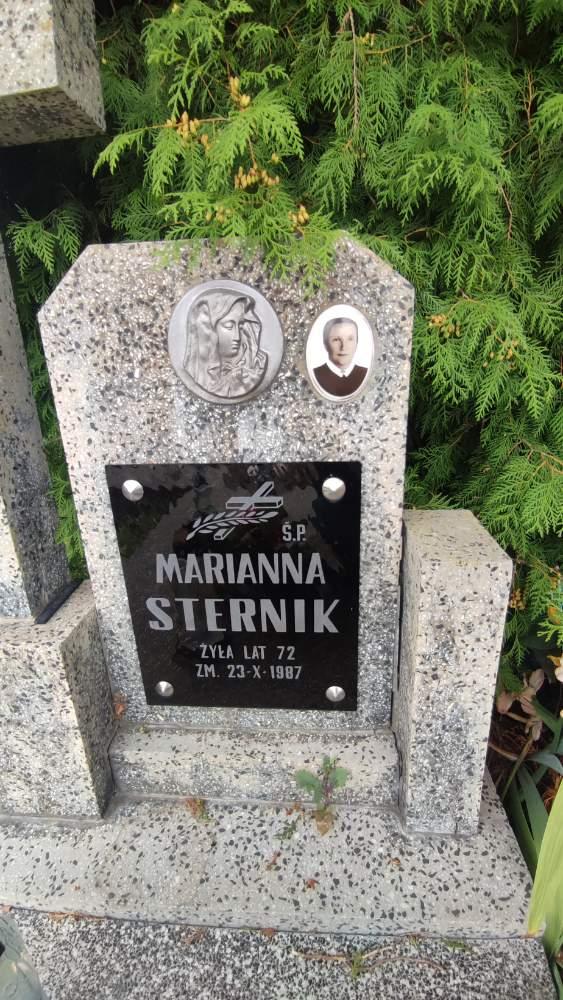 Ś.P.
MARIANNA
STERNIK
ŻYŁA LAT 72
ZM. 23-X-1987